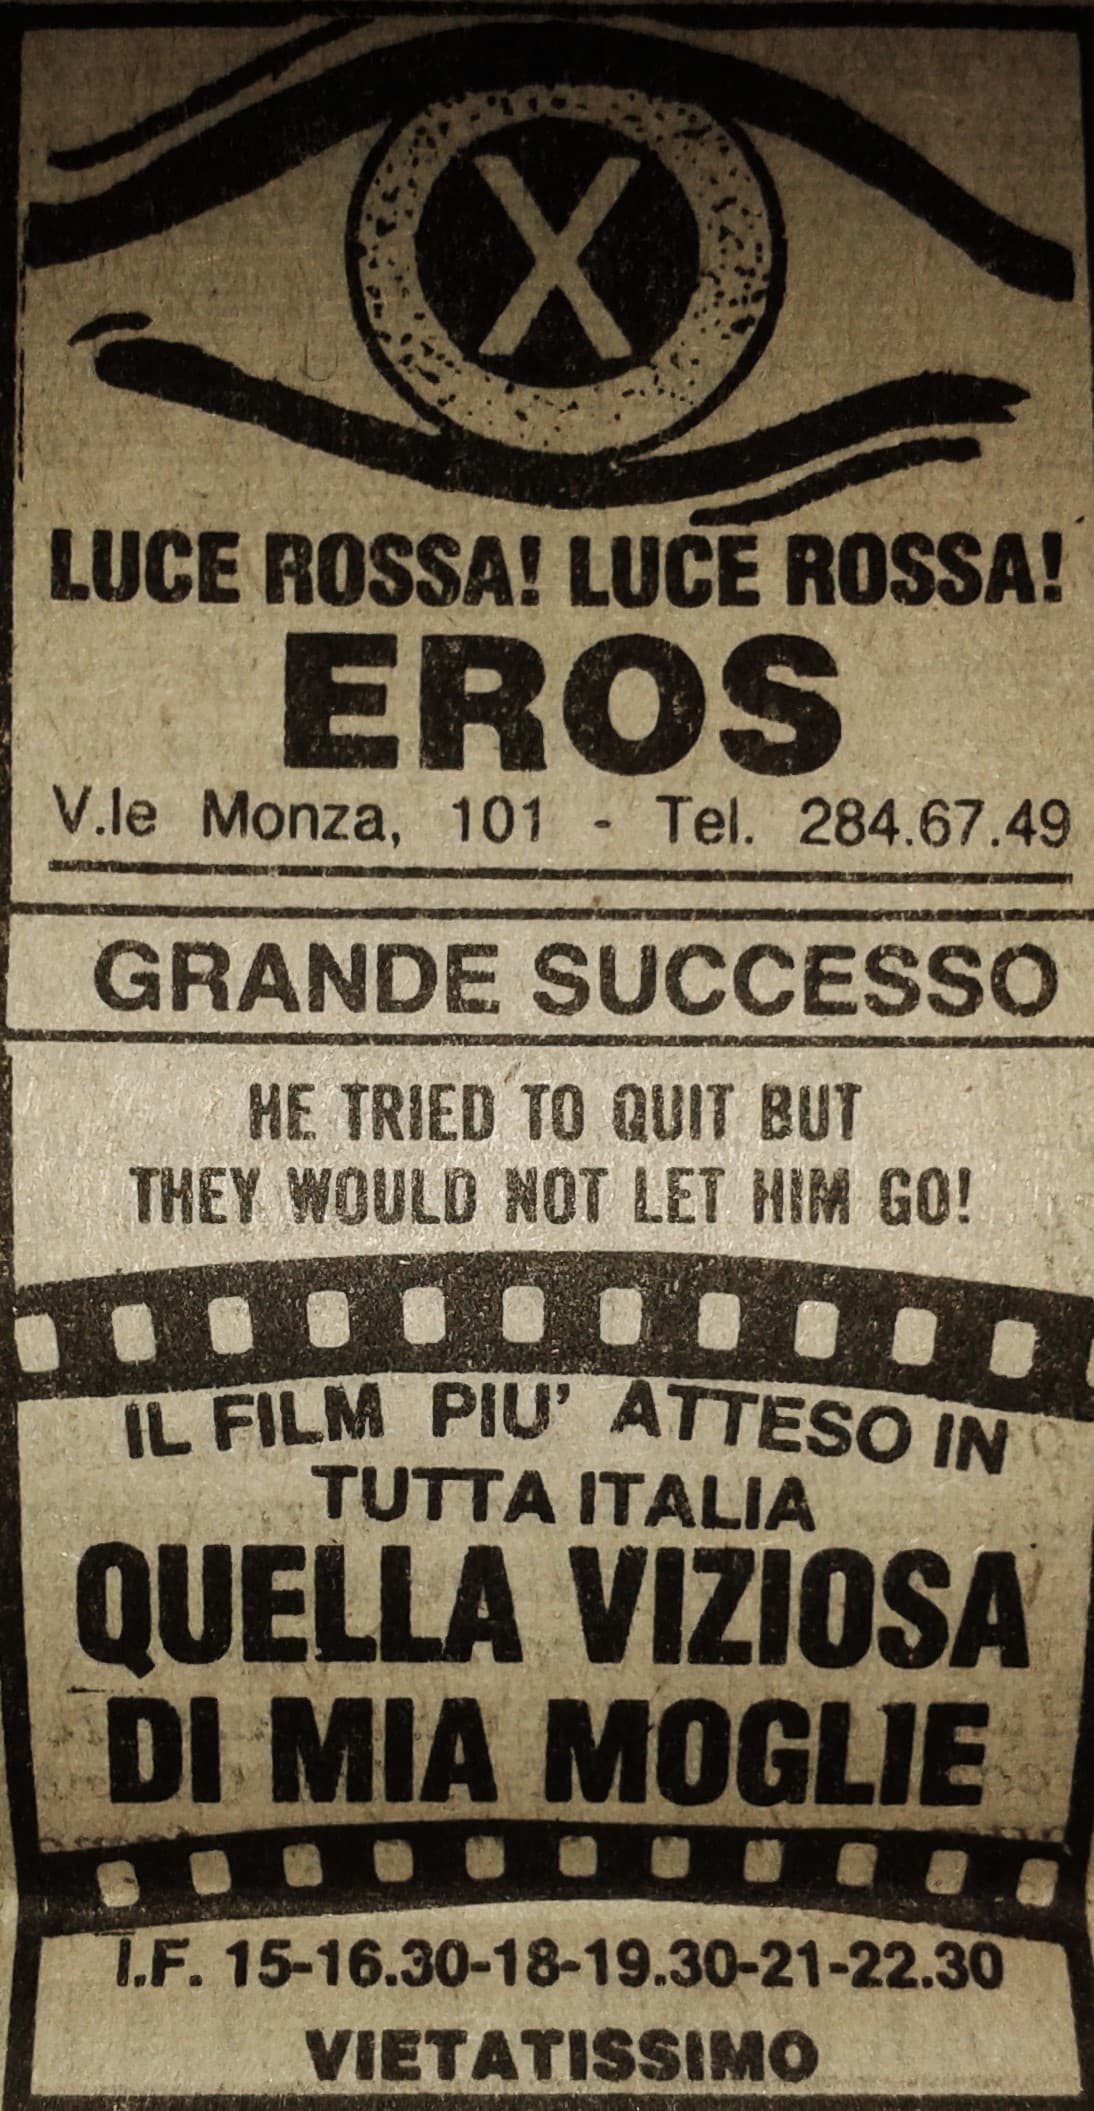 X
LUCE ROSSA! LUCE ROSSA!
EROS
V.le Monza, 101 - Tel. 284.67.49
GRANDE SUCCESSO
HE TRIED TO QUIT BUT
THEY WOULD NOT LET HIM GO!
IL FILM PIU' ATTESO IN
TUTTA ITALIA
QUELLA VIZIOSA
DI MIA MOGLIE
I.F. 15-16.30-18-19.30-21-22.30
VIETATISSIMO